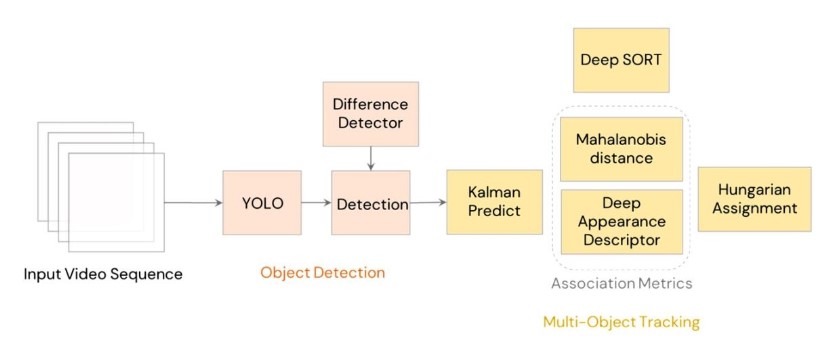 Deep SORT
Difference
Detector
Mahalanobis
distance
YOLO
Detection
Kalman
Predict
Deep
Appearance
Descriptor
Hungarian
Assignment
Input Video Sequence
Object Detection
Association Metrics
Multi-Object Tracking